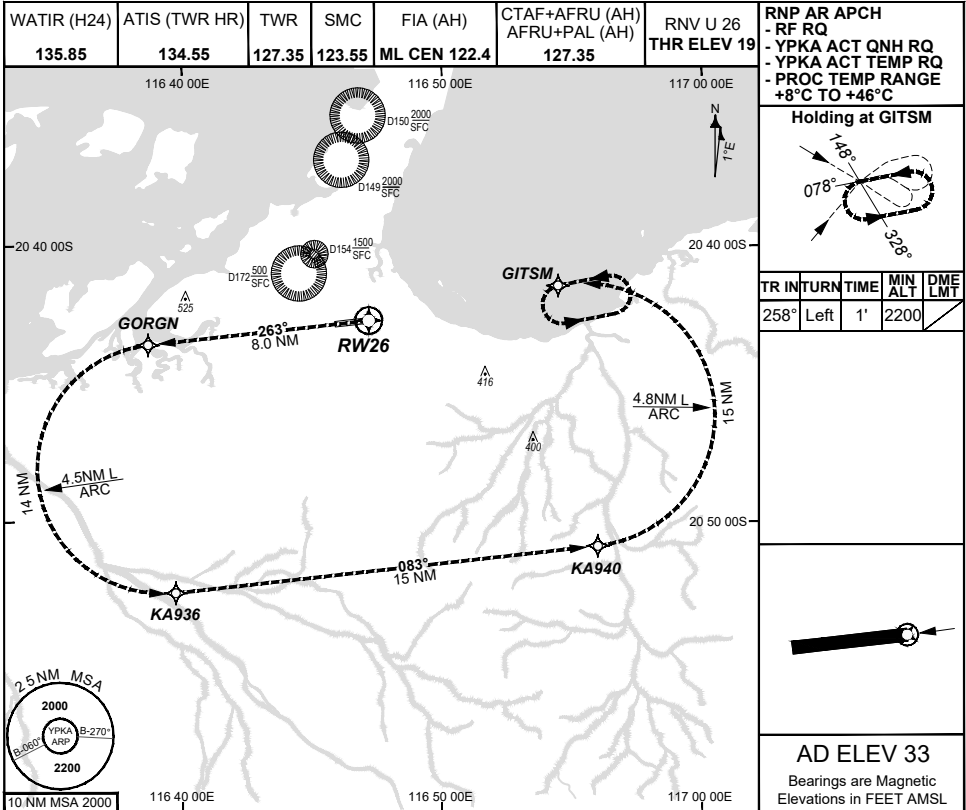 WATIR (H24)
135.85
ATIS (TWR HR)
134.55
TWR
127.35
SMC
123.55
FIA (AH)
ML CEN 122.4
CTAF+AFRU (AH)
AFRU+PAL (AH)
127.35
RNV U 26
THR ELEV 19
RNP AR APCH
- RF RQ
- YPKA ACT QNH RQ
- YPKA ACT TEMP RQ
- PROC TEMP RANGE
+8°C TO +46°C
116 40 00E
116 50 00E
117 00 00E
N
1°E
D150 2000
SFC
D149 2000
SFC
D154 1500
SFC
D172 500
SFC
20 40 00S
20 40 00S
Holding at GITSM
148°
078°
328°
TR IN
TURN
TIME
MIN
ALT
DME
LMT
258°
Left
1'
2200
GITSM
525
GORGN
263°
8.0 NM
RW26
416
400
4.8NM L
ARC
15 NM
4.5NM L
ARC
14 NM
20 50 00S
083°
15 NM
KA940
KA936
25NM MSA
2000
YPKA
ARP
B-060°
B-270°
2200
10 NM MSA 2000
116 40 00E
116 50 00E
117 00 00E
AD ELEV 33
Bearings are Magnetic
Elevations in FEET AMSL